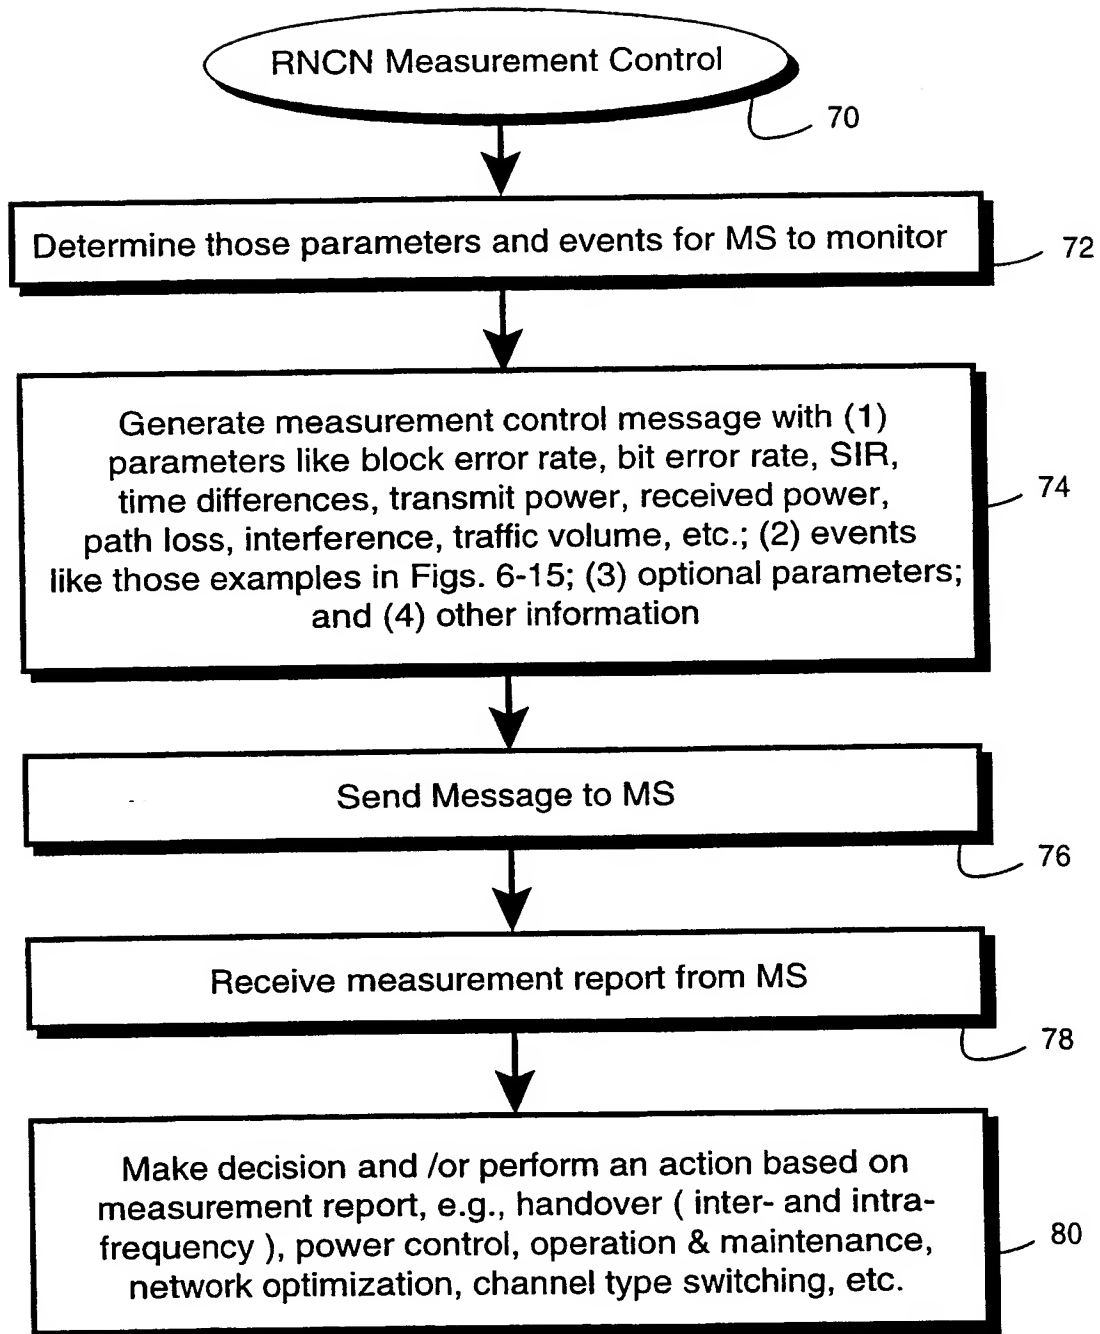 RNCN Measurement Control
70
Determine those parameters and events for MS to monitor
72
Generate measurement control message with (1)
parameters like block error rate, bit error rate, SIR,
time differences, transmit power, received power,
path loss, interference, traffic volume, etc.; (2) events
like those examples in Figs. 6-15; (3) optional parameters;
and (4) other information
74
Send Message to MS
76
Receive measurement report from MS
78
Make decision and /or perform an action based on
measurement report, e.g., handover ( inter- and intra-
frequency ), power control, operation & maintenance,
network optimization, channel type switching, etc.
80